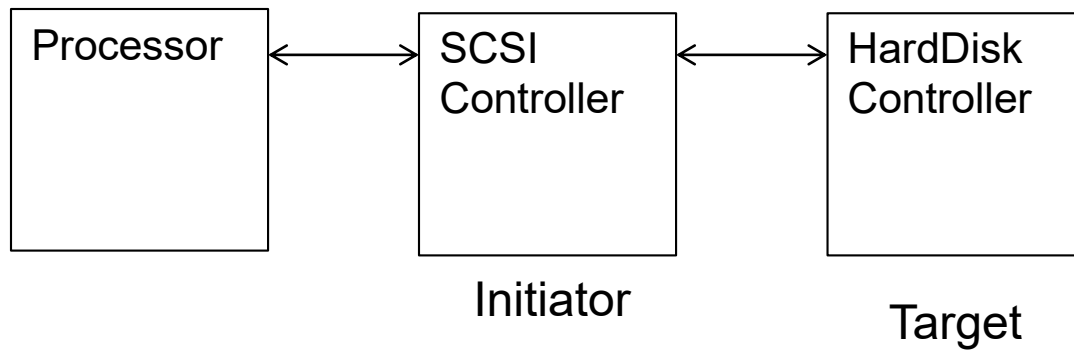 Processor
SCSI
Controller
HardDisk
Controller
Initiator
Target